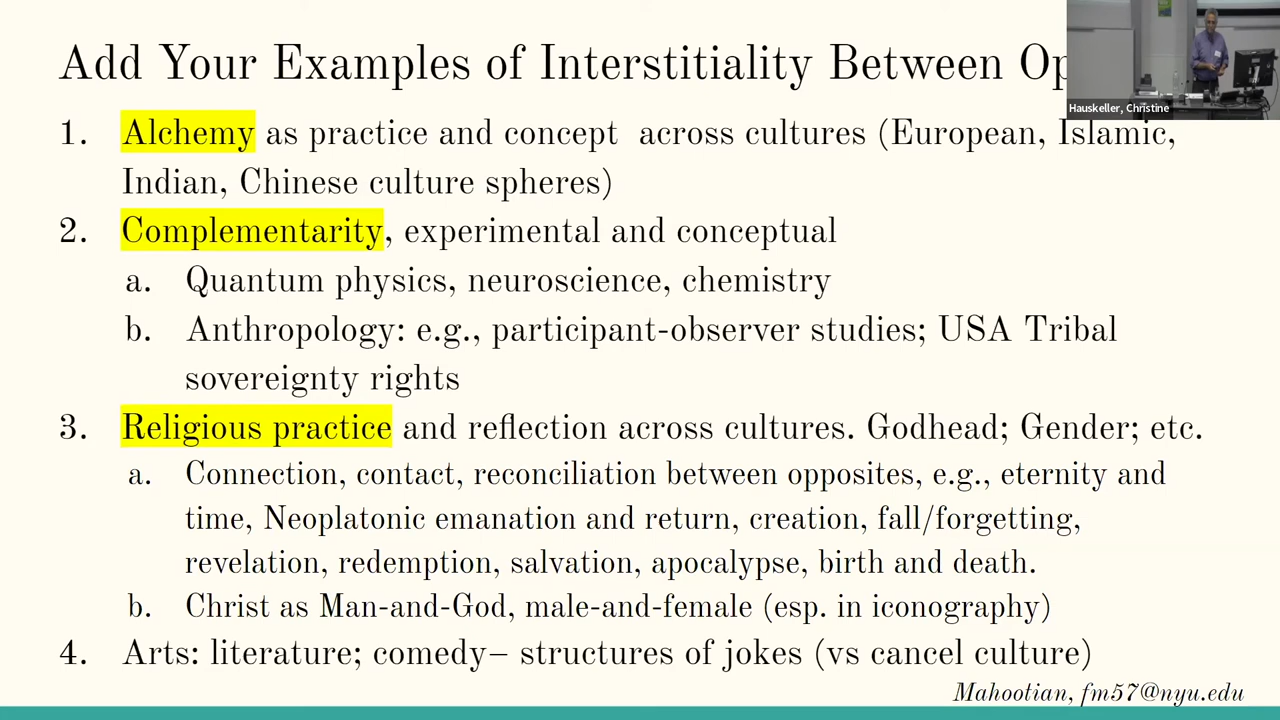 Add Your Examples of Interstitiality Between
Hauskeller, Christine
1. Alchemy as practice and concept across cultures (European, Islamic,
Indian, Chinese culture spheres)
2. Complementarity, experimental and conceptual
a. Quantum physics, neuroscience, chemistry
b. Anthropology: e.g., participant-observer studies; USA Tribal
sovereignty rights
3. Religious practice and reflection across cultures. Godhead; Gender; etc.
a. Connection, contact, reconciliation between opposites, e.g., eternity and
time, Neoplatonic emanation and return, creation, fall/forgetting,
revelation, redemption, salvation, apocalypse, birth and death.
b. Christ as Man-and-God, male-and-female (esp. in iconography)
4. Arts: literature; comedy– structures of jokes (vs cancel culture)
Mahootian, fm57@nyu.edu